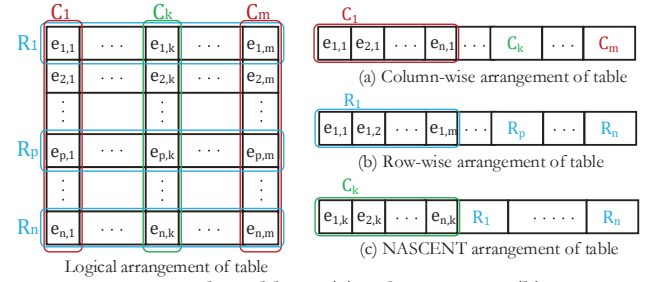 C1 Ck Cm
R1 e1,1 · · · e1,k · · · e1,m
e2,1 · · · e2,k · · · e2,m
⋮ ⋮ ⋮
Rp ep,1 · · · ep,k · · · ep,m
⋮ ⋮ ⋮
Rn en,1 · · · en,k · · · en,m
Logical arrangement of table
C1
e1,1 e2,1 · · · en,1 · · · Ck · · · Cm
(a) Column-wise arrangement of table
R1
e1,1 e1,2 · · · e1,m · · · Rp · · · Rn
(b) Row-wise arrangement of table
Ck
e1,k e2,k · · · en,k R1 · · · · · Rn
(c) NASCENT arrangement of table